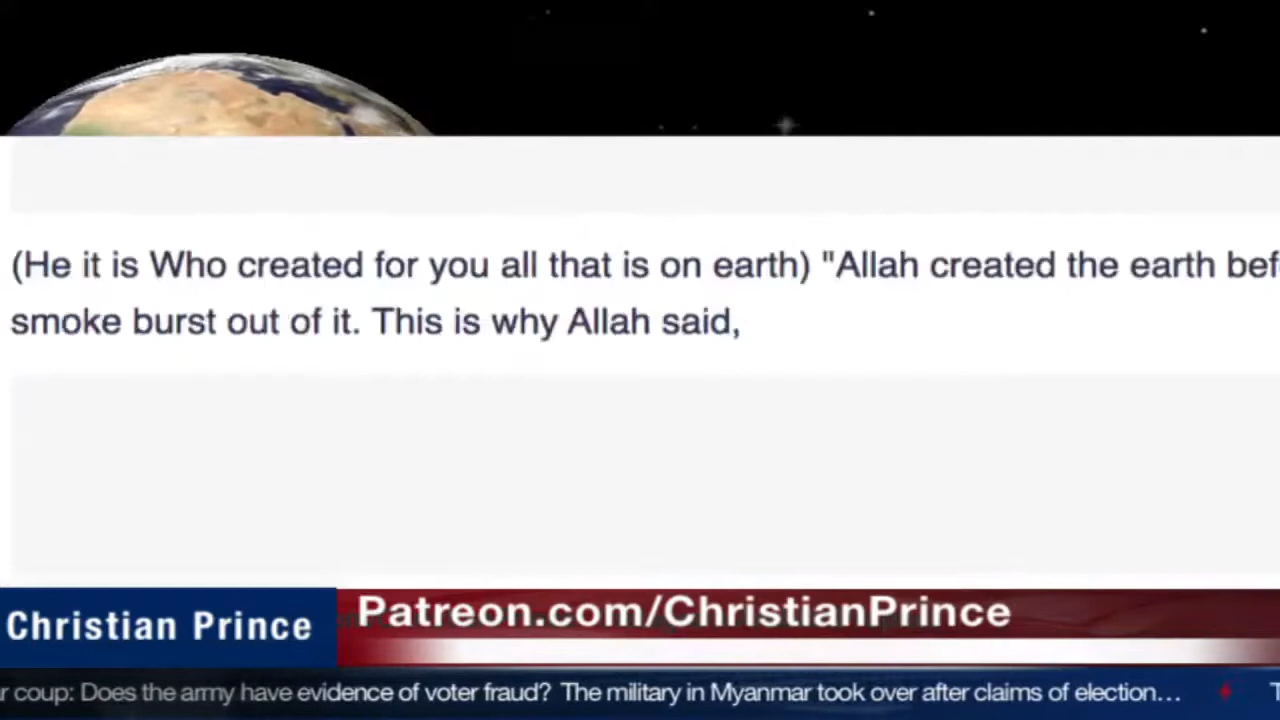 (He it is Who created for you all that is on earth) "Allah created the earth bef
smoke burst out of it. This is why Allah said,
Christian Prince
Patreon.com/ChristianPrince
r coup: Does the army have evidence of voter fraud? The military in Myanmar took over after claims of election… T